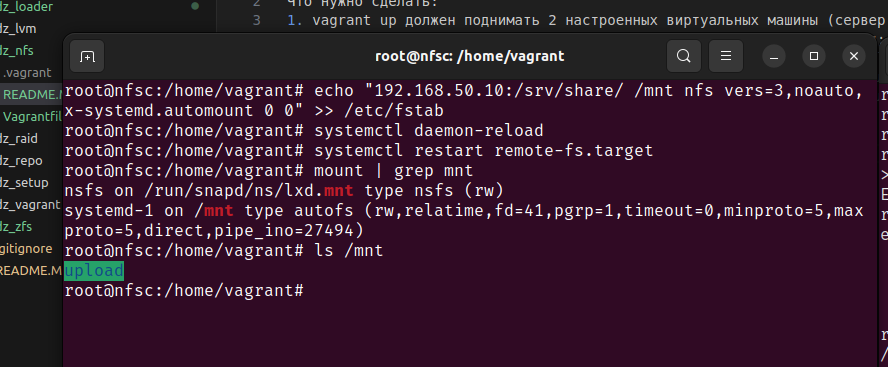 dz_loader
dz_lvm
dz_nfs
.vagrant
README.M
Vagrantfil
dz_raid
dz_repo
dz_setup
dz_vagrant
dz_zfs
gitignore
README.M
2 Что нужно сделать:
3 1. vagrant up должен поднимать 2 настроенных виртуальных машины (сервер
root@nfsc: /home/vagrant
root@nfsc:/home/vagrant# echo "192.168.50.10:/srv/share/ /mnt nfs vers=3,noauto,
x-systemd.automount 0 0" >> /etc/fstab
root@nfsc:/home/vagrant# systemctl daemon-reload
root@nfsc:/home/vagrant# systemctl restart remote-fs.target
root@nfsc:/home/vagrant# mount | grep mnt
nsfs on /run/snapd/ns/lxd.mnt type nsfs (rw)
systemd-1 on /mnt type autofs (rw,relatime,fd=41,pgrp=1,timeout=0,minproto=5,max
proto=5,direct,pipe_ino=27494)
root@nfsc:/home/vagrant# ls /mnt
upload
root@nfsc:/home/vagrant#